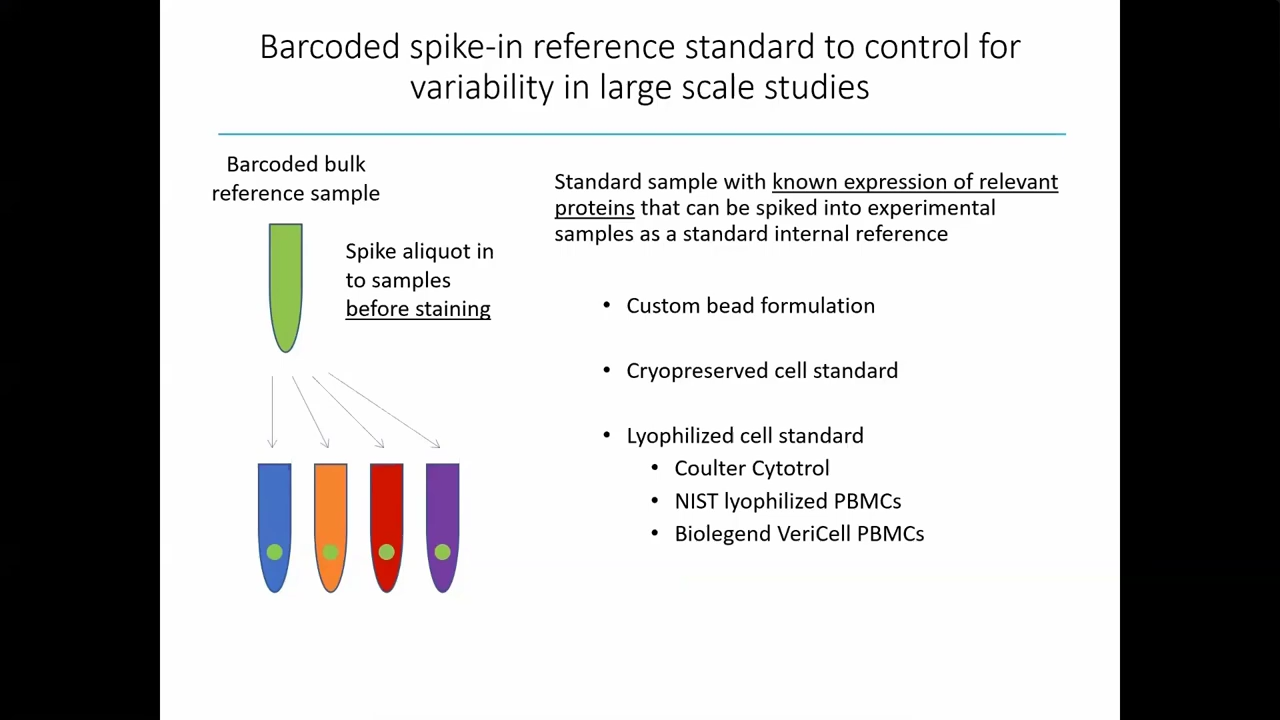 Barcoded spike-in reference standard to control for
variability in large scale studies
Barcoded bulk
reference sample
Spike aliquot in
to samples
before staining
Standard sample with known expression of relevant
proteins that can be spiked into experimental
samples as a standard internal reference
• Custom bead formulation
• Cryopreserved cell standard
• Lyophilized cell standard
• Coulter Cytotrol
• NIST lyophilized PBMCs
• Biolegend VeriCell PBMCs